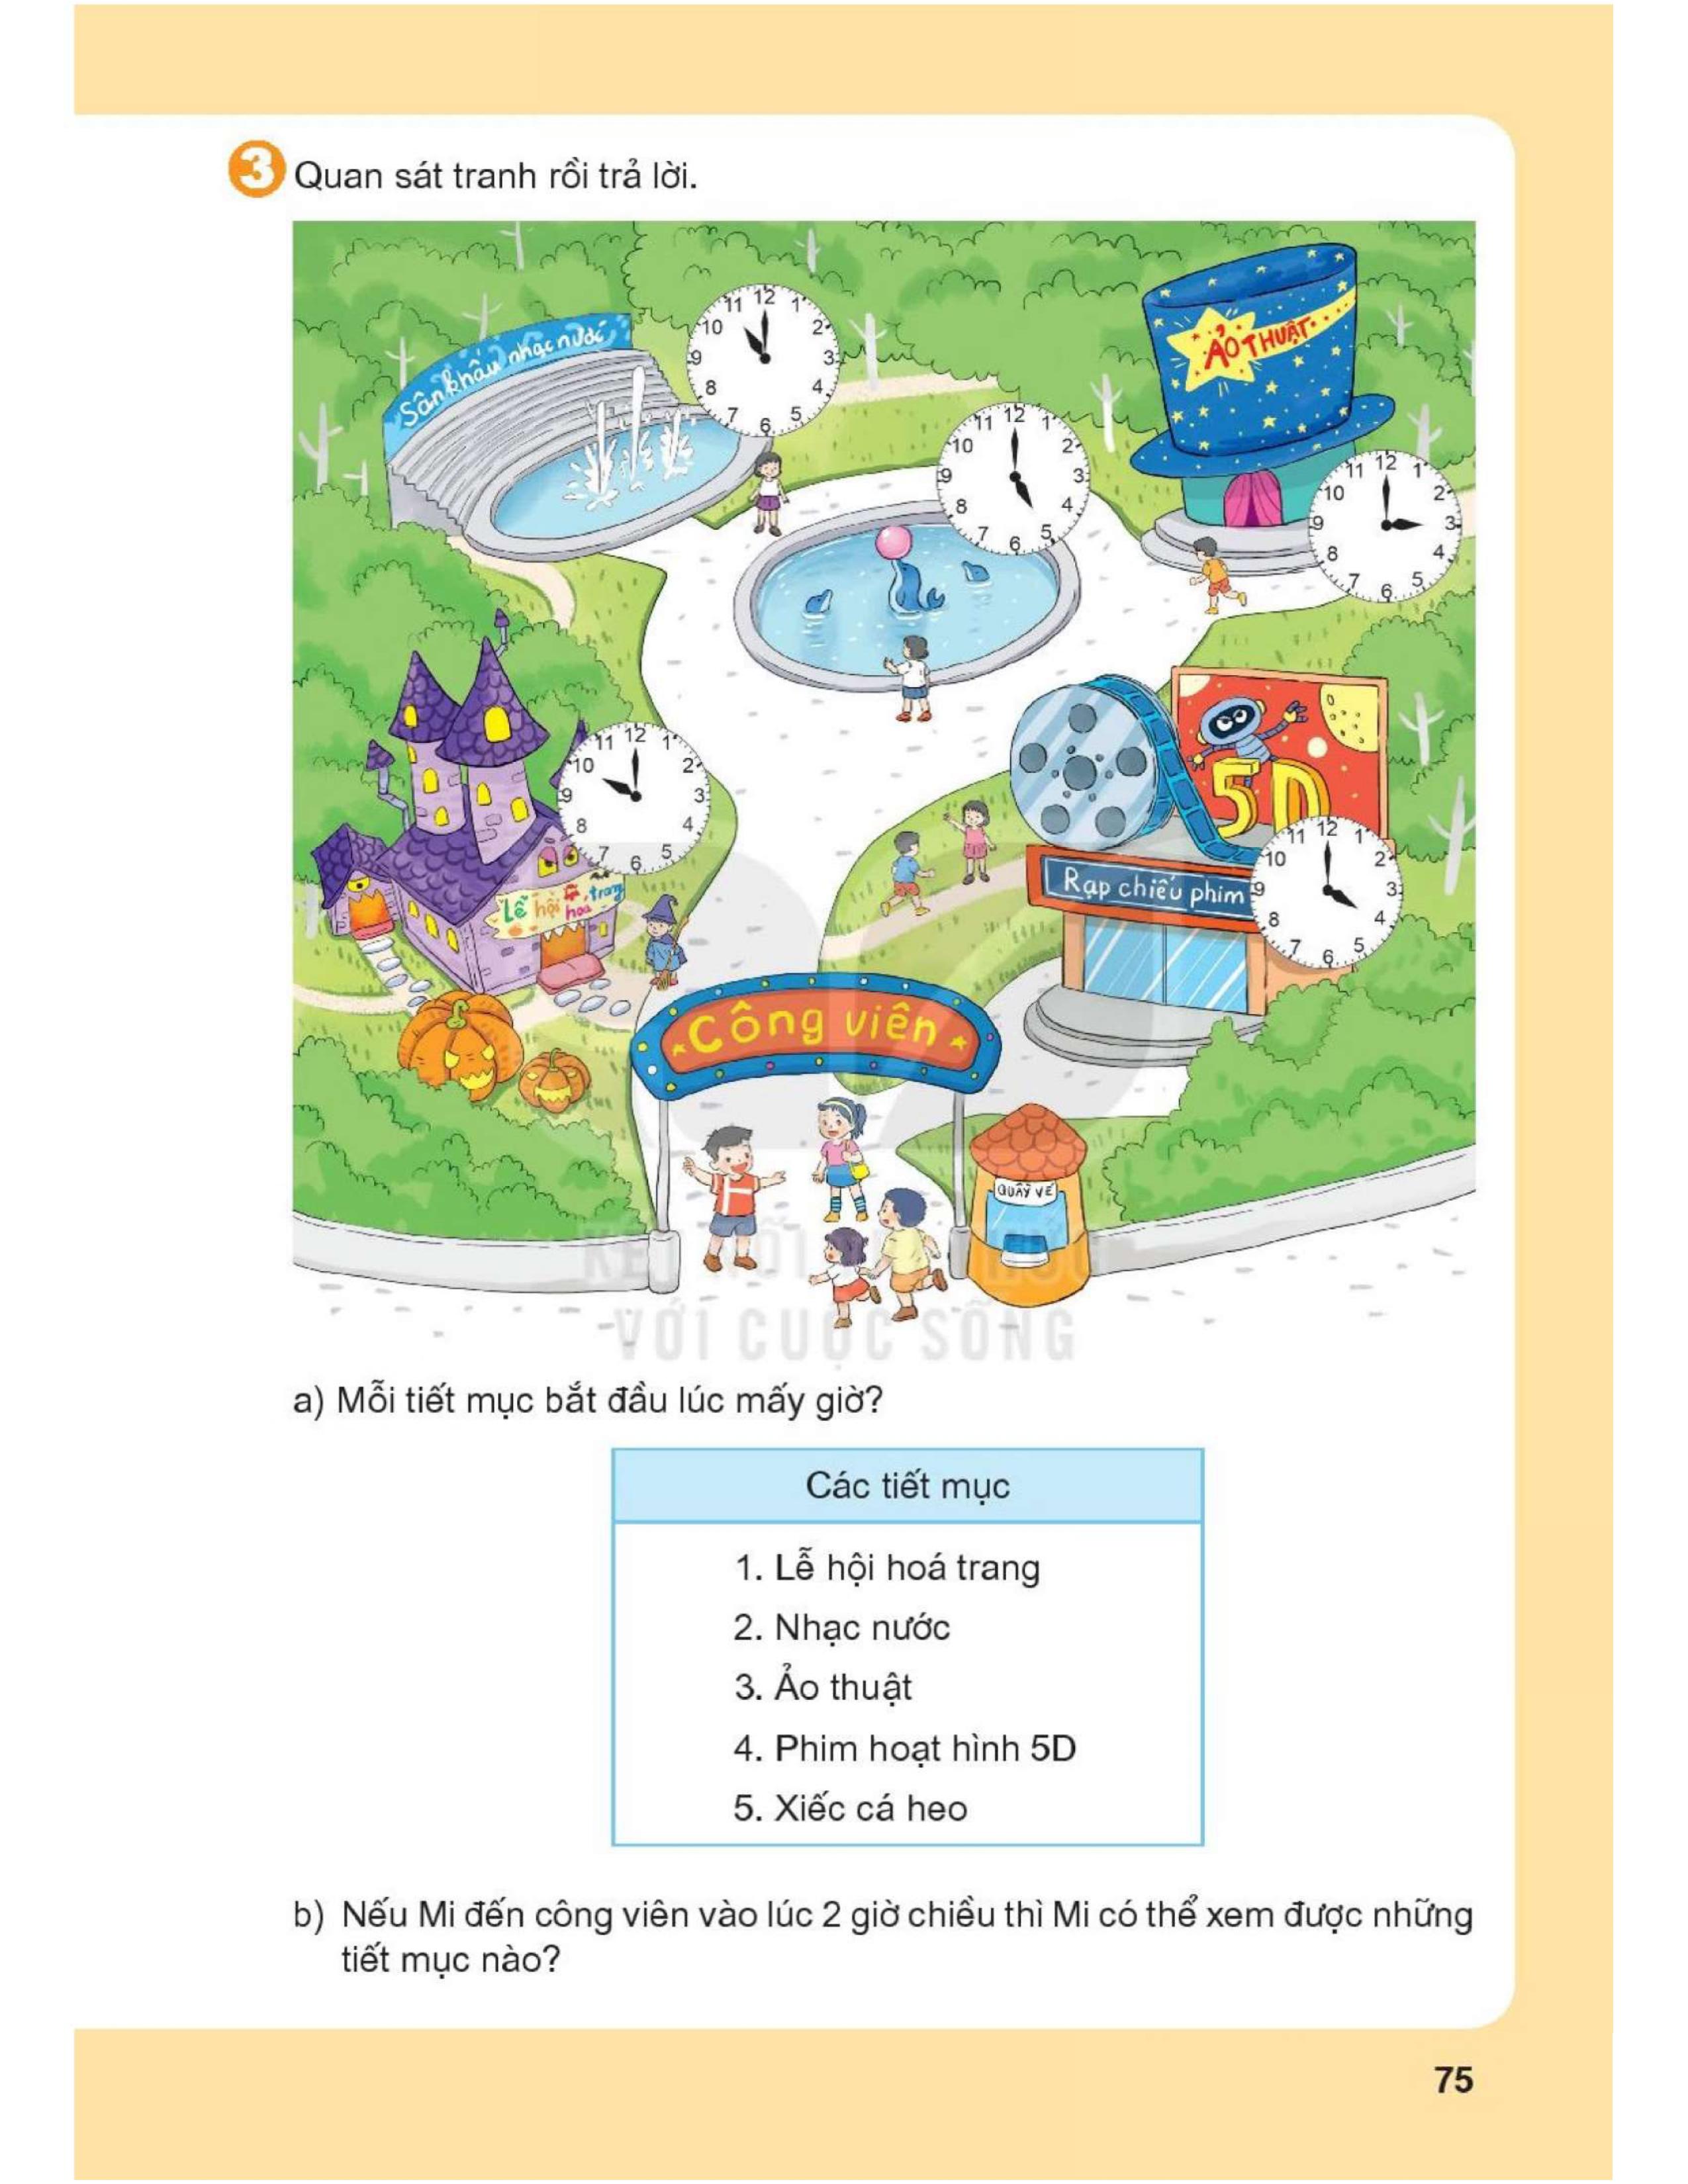 3 Quan sát tranh rồi trả lời.
Sân khấu nhạc nước
11 12 1
10 2
9 3
8 4
7 6 5
ẢO THUẬT
11 12 1
10 2
9 3
8 4
7 6 5
11 12 1
10 2
9 3
8 4
7 6 5
11 12 1
10 2
9 3
8 4
7 6 5
5D
Lễ hội hoá trang
Rạp chiếu phim
11 12 1
10 2
9 3
8 4
7 6 5
Công viên
QUẦY VÉ
KẾT NỐI TRI THỨC
VỚI CUỘC SỐNG
a) Mỗi tiết mục bắt đầu lúc mấy giờ?
Các tiết mục
1. Lễ hội hoá trang
2. Nhạc nước
3. Ảo thuật
4. Phim hoạt hình 5D
5. Xiếc cá heo
b) Nếu Mi đến công viên vào lúc 2 giờ chiều thì Mi có thể xem được những
tiết mục nào?
75